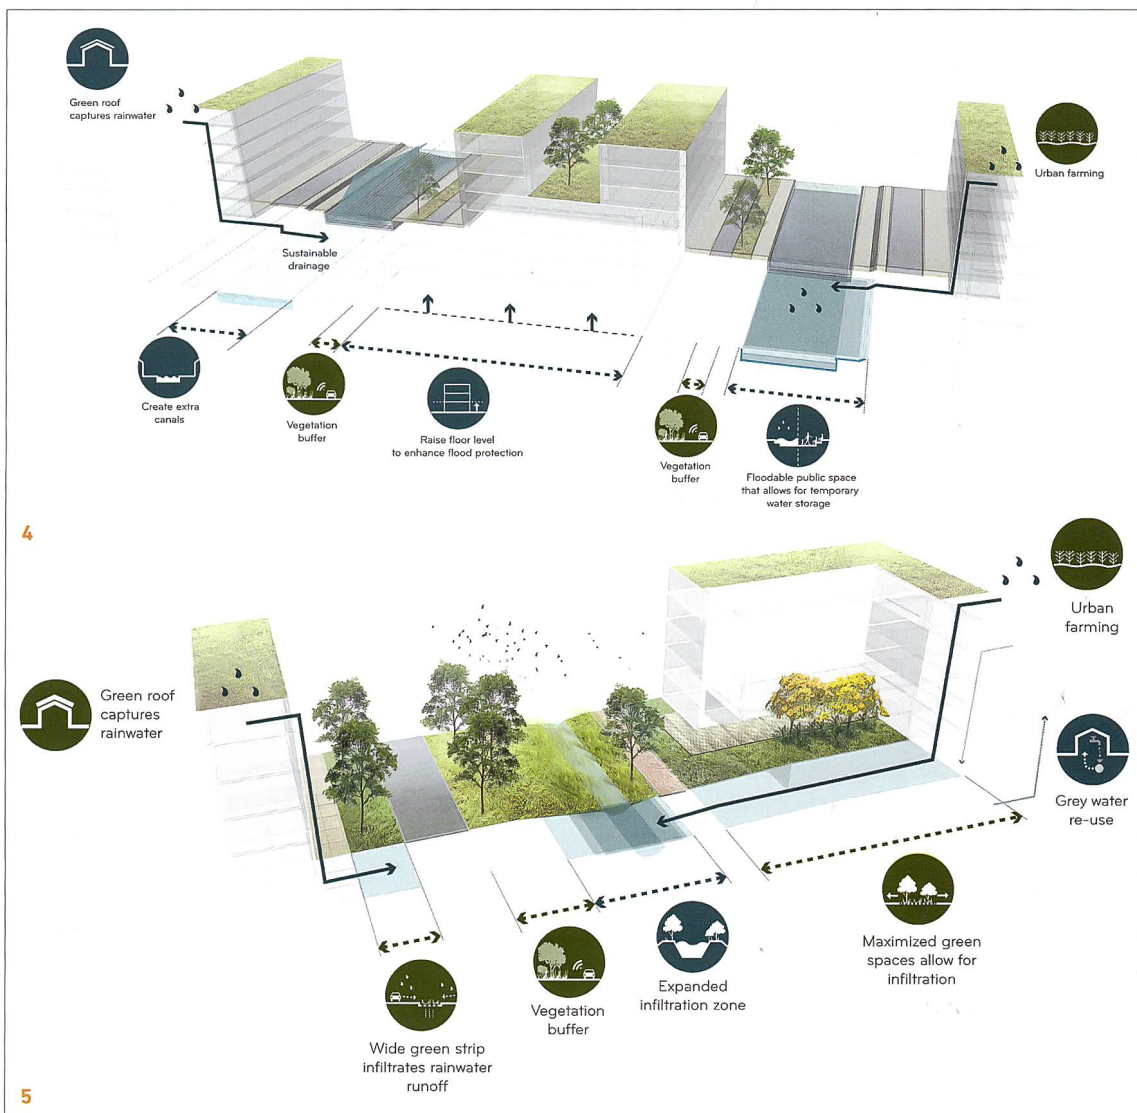 Green roof
captures rainwater
Urban farming
Sustainable
drainage
Create extra
canals
Vegetation
buffer
Raise floor level
to enhance flood protection
Vegetation
buffer
Floodable public space
that allows for temporary
water storage
4
Urban
farming
Green roof
captures
rainwater
Grey water
re-use
Maximized green
spaces allow for
infiltration
Expanded
infiltration zone
Vegetation
buffer
Wide green strip
infiltrates rainwater
runoff
5